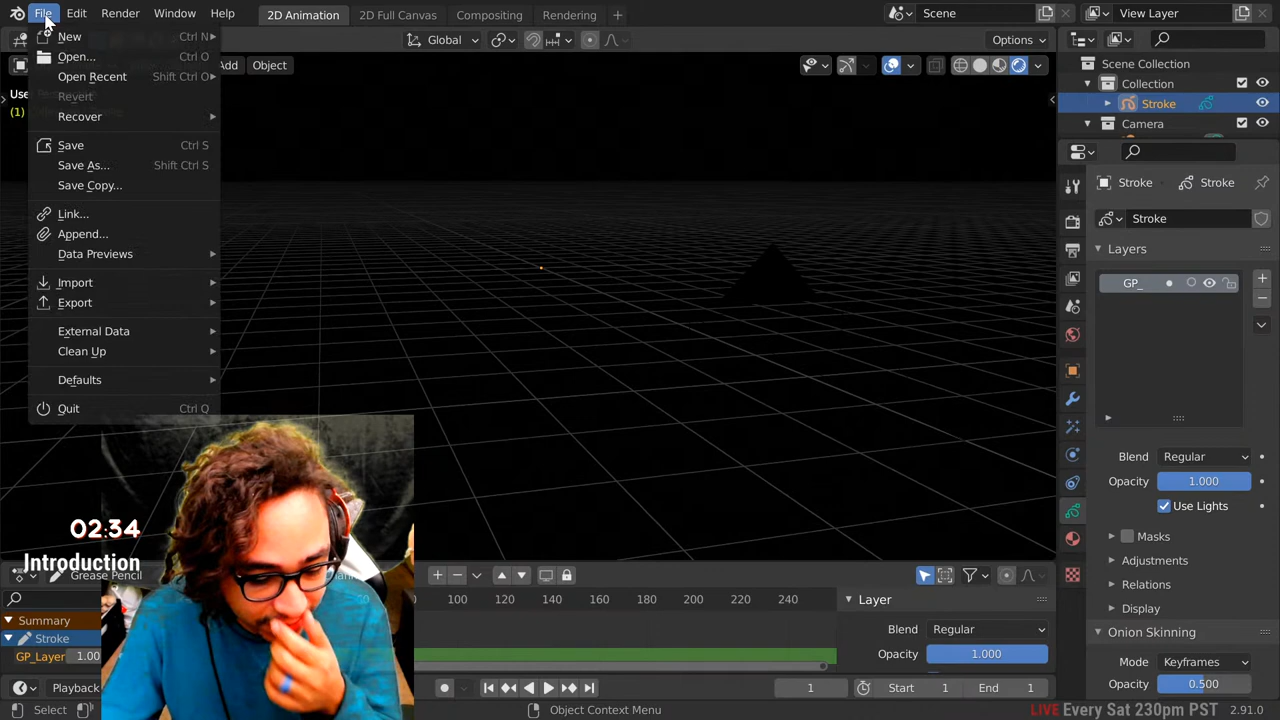 File Edit Render Window Help 2D Animation 2D Full Canvas Compositing Rendering + Scene View Layer
New Ctrl N
Open... Ctrl O
Open Recent Shift Ctrl O
Revert
Recover
Save Ctrl S
Save As... Shift Ctrl S
Save Copy...
Link...
Append...
Data Previews
Import
Export
External Data
Clean Up
Defaults
Quit Ctrl Q
Global
Options
Add Object
Use
(1)
Scene Collection
Collection
Stroke
Camera
Stroke Stroke
Stroke
Layers
GP_
Blend Regular
Opacity 1.000
Use Lights
Masks
Adjustments
Relations
Display
Onion Skinning
Mode Keyframes
Opacity 0.500
02:34
Introduction
Grease Pencil
100 120 140 160 180 200 220 240
Summary
Stroke
GP_Layer 1.00
Layer
Blend Regular
Opacity 1.000
Playback
1 Start 1 End 1
Select
Object Context Menu
LIVE Every Sat 230pm PST
2.91.0